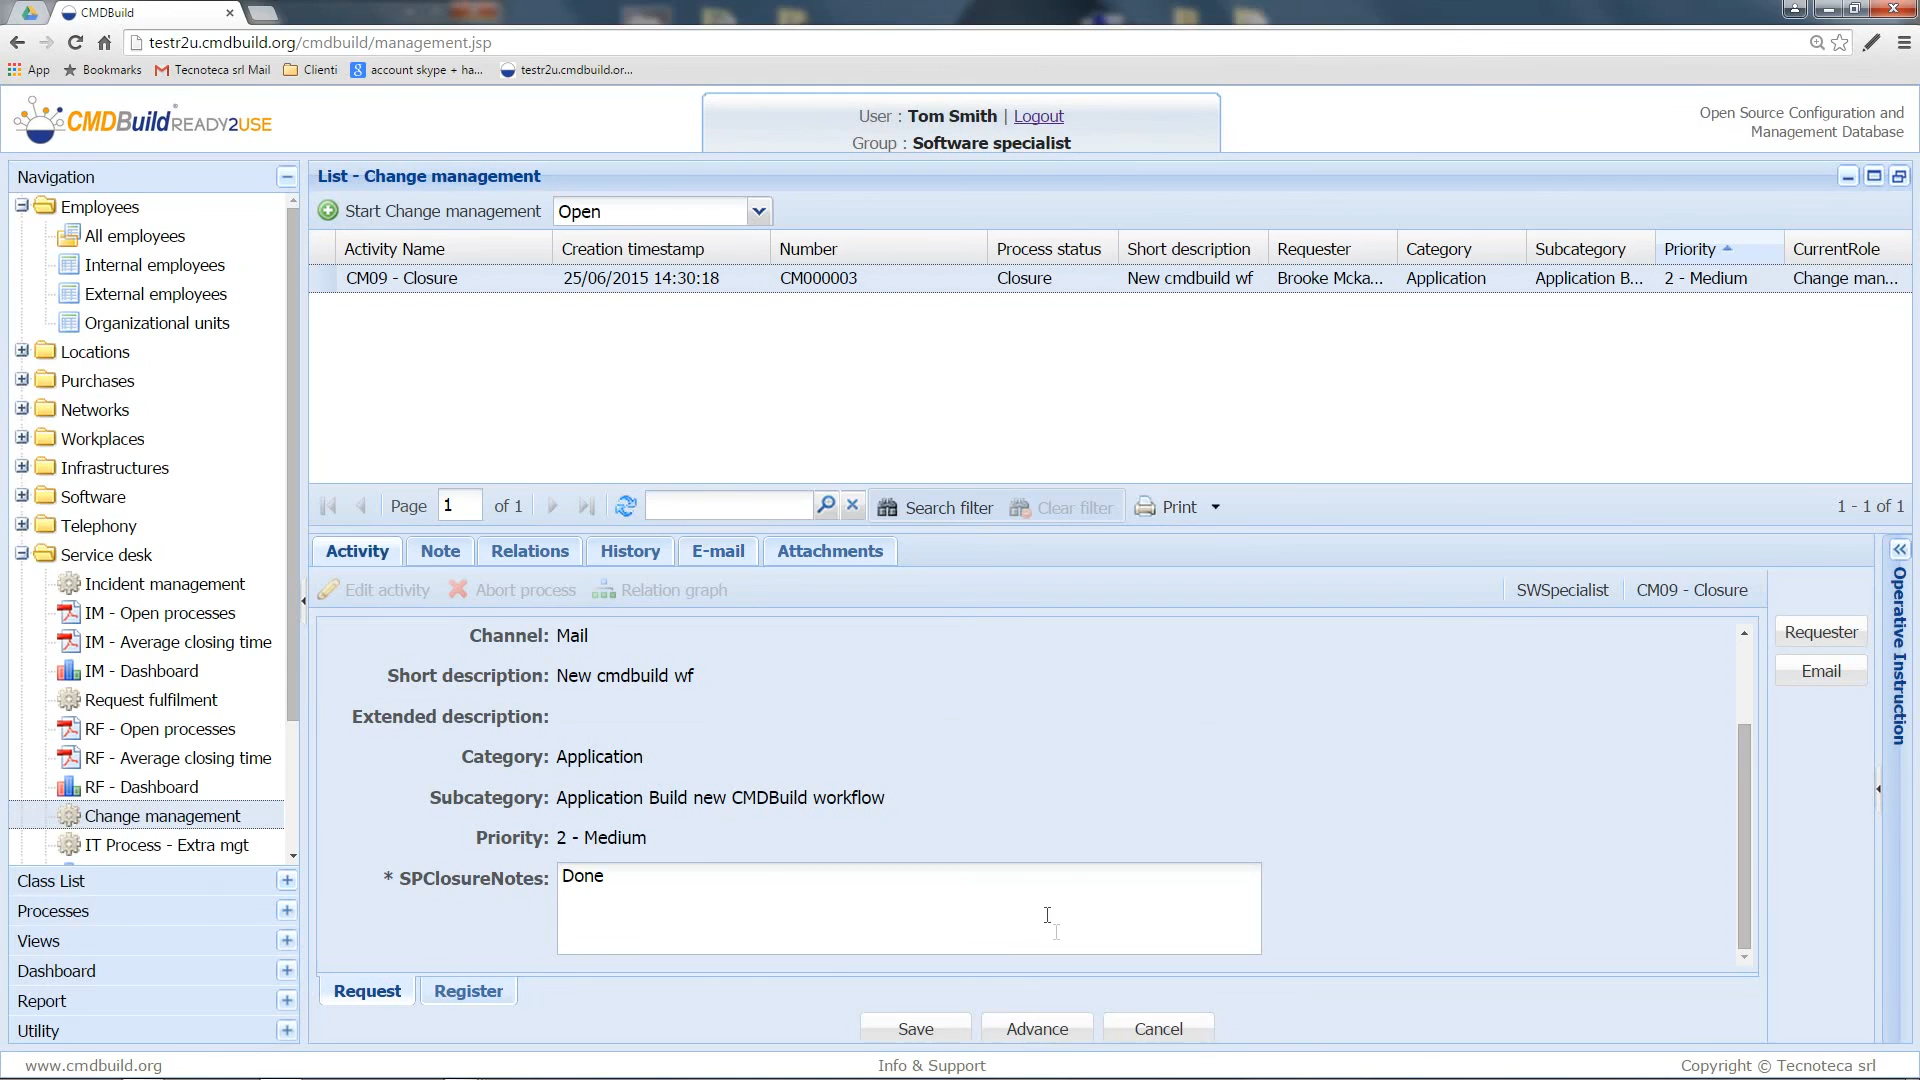 CMDBuild
testr2u.cmdbuild.org/cmdbuild/management.jsp
App Bookmarks Tecnoteca srl Mail Clienti account skype + ha... testr2u.cmdbuild.or...
CMDBuild READY2USE
User : Tom Smith | Logout
Group : Software specialist
Open Source Configuration and
Management Database
Navigation
Employees
All employees
Internal employees
External employees
Organizational units
Locations
Purchases
Networks
Workplaces
Infrastructures
Software
Telephony
Service desk
Incident management
IM - Open processes
IM - Average closing time
IM - Dashboard
Request fulfilment
RF - Open processes
RF - Average closing time
RF - Dashboard
Change management
IT Process - Extra mgt
Class List
Processes
Views
Dashboard
Report
Utility
List - Change management
Start Change management Open
Activity Name Creation timestamp Number Process status Short description Requester Category Subcategory Priority CurrentRole
CM09 - Closure 25/06/2015 14:30:18 CM000003 Closure New cmdbuild wf Brooke Mcka... Application Application B... 2 - Medium Change man...
Page 1 of 1 Search filter Clear filter Print 1 - 1 of 1
Activity Note Relations History E-mail Attachments
Edit activity Abort process Relation graph SWSpecialist CM09 - Closure
Channel: Mail
Short description: New cmdbuild wf
Extended description:
Category: Application
Subcategory: Application Build new CMDBuild workflow
Priority: 2 - Medium
* SPClosureNotes: Done
Request Register
Save Advance Cancel
Requester
Email
Operative Instruction
www.cmdbuild.org Info & Support Copyright © Tecnoteca srl